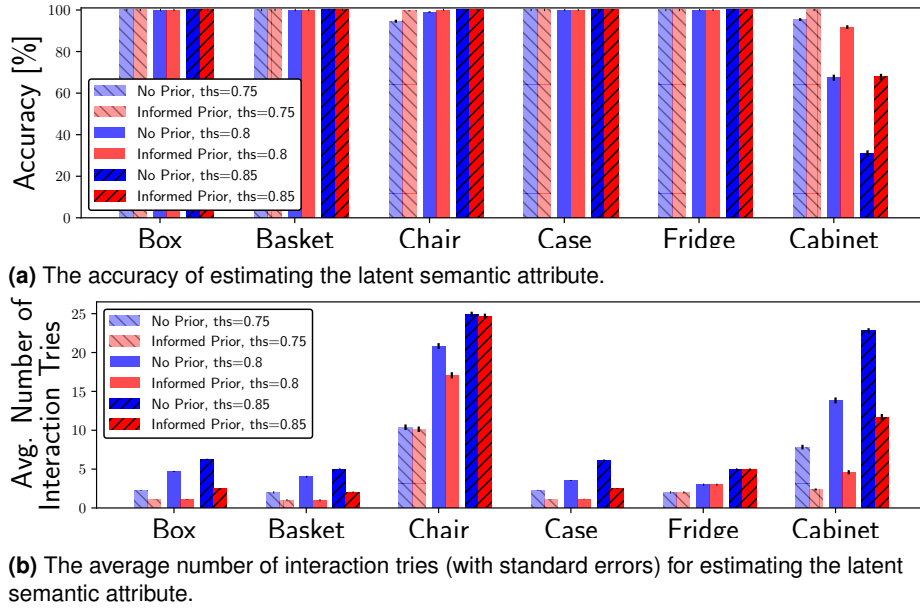 Accuracy [%]
100
80
60
40
20
0
No Prior, ths=0.75
Informed Prior, ths=0.75
No Prior, ths=0.8
Informed Prior, ths=0.8
No Prior, ths=0.85
Informed Prior, ths=0.85
Box Basket Chair Case Fridge Cabinet
(a) The accuracy of estimating the latent semantic attribute.
Avg. Number of
Interaction Tries
25
20
15
10
5
0
No Prior, ths=0.75
Informed Prior, ths=0.75
No Prior, ths=0.8
Informed Prior, ths=0.8
No Prior, ths=0.85
Informed Prior, ths=0.85
Box Basket Chair Case Fridge Cabinet
(b) The average number of interaction tries (with standard errors) for estimating the latent
semantic attribute.